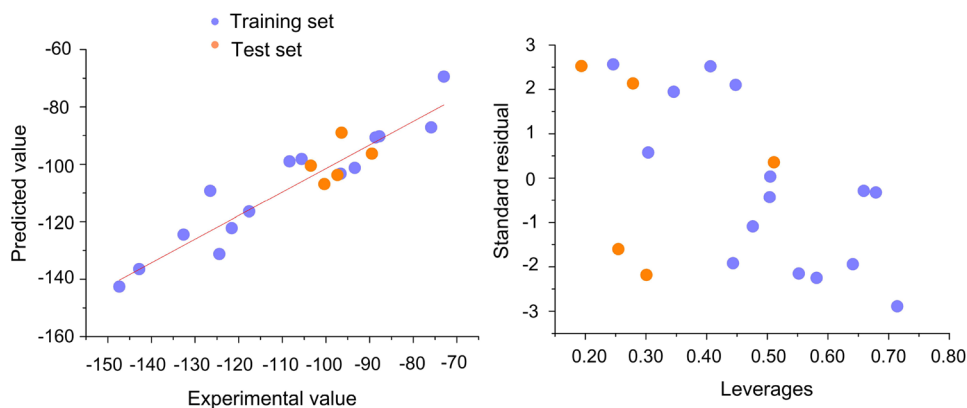 Training set
Test set
Predicted value
-60
-80
-100
-120
-140
-160
-150 -140 -130 -120 -110 -100 -90 -80 -70
Experimental value
Standard residual
3
2
1
0
-1
-2
-3
0.20 0.30 0.40 0.50 0.60 0.70 0.80
Leverages